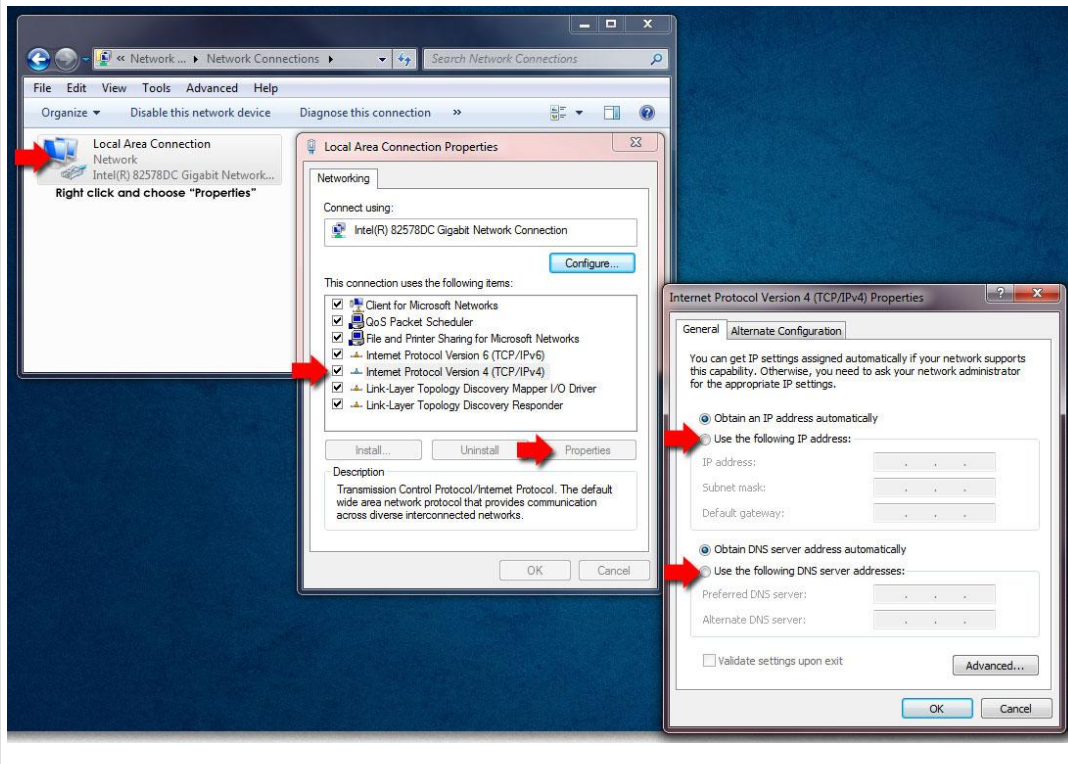 « Network ... ▸ Network Connections ▸
Search Network Connections
File Edit View Tools Advanced Help
Organize ▼ Disable this network device Diagnose this connection »
Local Area Connection
Network
Intel(R) 82578DC Gigabit Network...
Right click and choose “Properties”
Local Area Connection Properties
Networking
Connect using:
Intel(R) 82578DC Gigabit Network Connection
Configure...
This connection uses the following items:
Client for Microsoft Networks
QoS Packet Scheduler
File and Printer Sharing for Microsoft Networks
Internet Protocol Version 6 (TCP/IPv6)
Internet Protocol Version 4 (TCP/IPv4)
Link-Layer Topology Discovery Mapper I/O Driver
Link-Layer Topology Discovery Responder
Install... Uninstall Properties
Description
Transmission Control Protocol/Internet Protocol. The default
wide area network protocol that provides communication
across diverse interconnected networks.
OK Cancel
Internet Protocol Version 4 (TCP/IPv4) Properties
General Alternate Configuration
You can get IP settings assigned automatically if your network supports
this capability. Otherwise, you need to ask your network administrator
for the appropriate IP settings.
Obtain an IP address automatically
Use the following IP address:
IP address: . . .
Subnet mask: . . .
Default gateway: . . .
Obtain DNS server address automatically
Use the following DNS server addresses:
Preferred DNS server: . . .
Alternate DNS server: . . .
Validate settings upon exit
Advanced...
OK Cancel